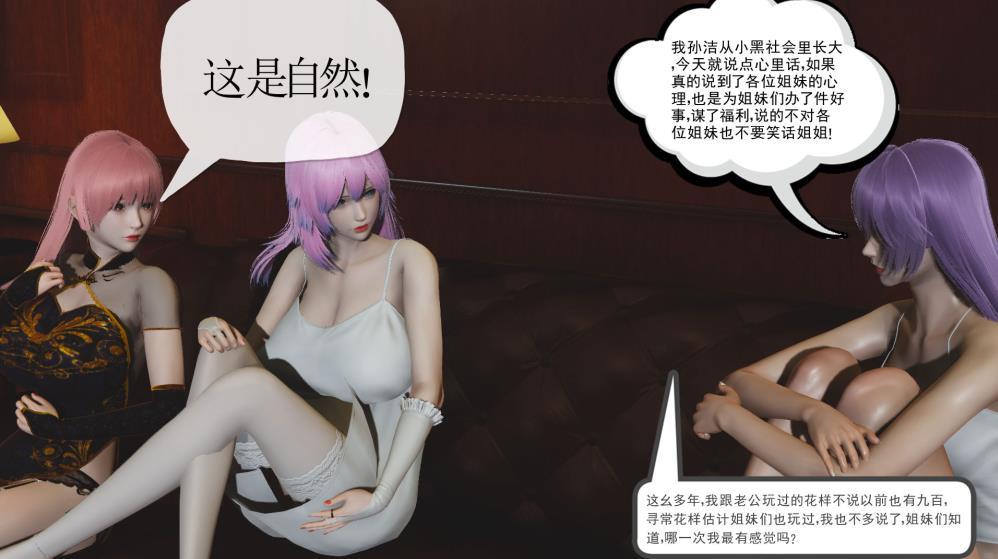 这是自然!
我孙洁从小黑社会里长大
,今天就说点心里话,如果
真的说到了各位姐妹的心
理,也是为姐妹们办了件好
事,谋了福利,说的不对各
位姐妹也不要笑话姐姐!
这幺多年,我跟老公玩过的花样不说以前也有九百,
寻常花样估计姐妹们也玩过,我也不多说了,姐妹们知
道,哪一次我最有感觉吗?